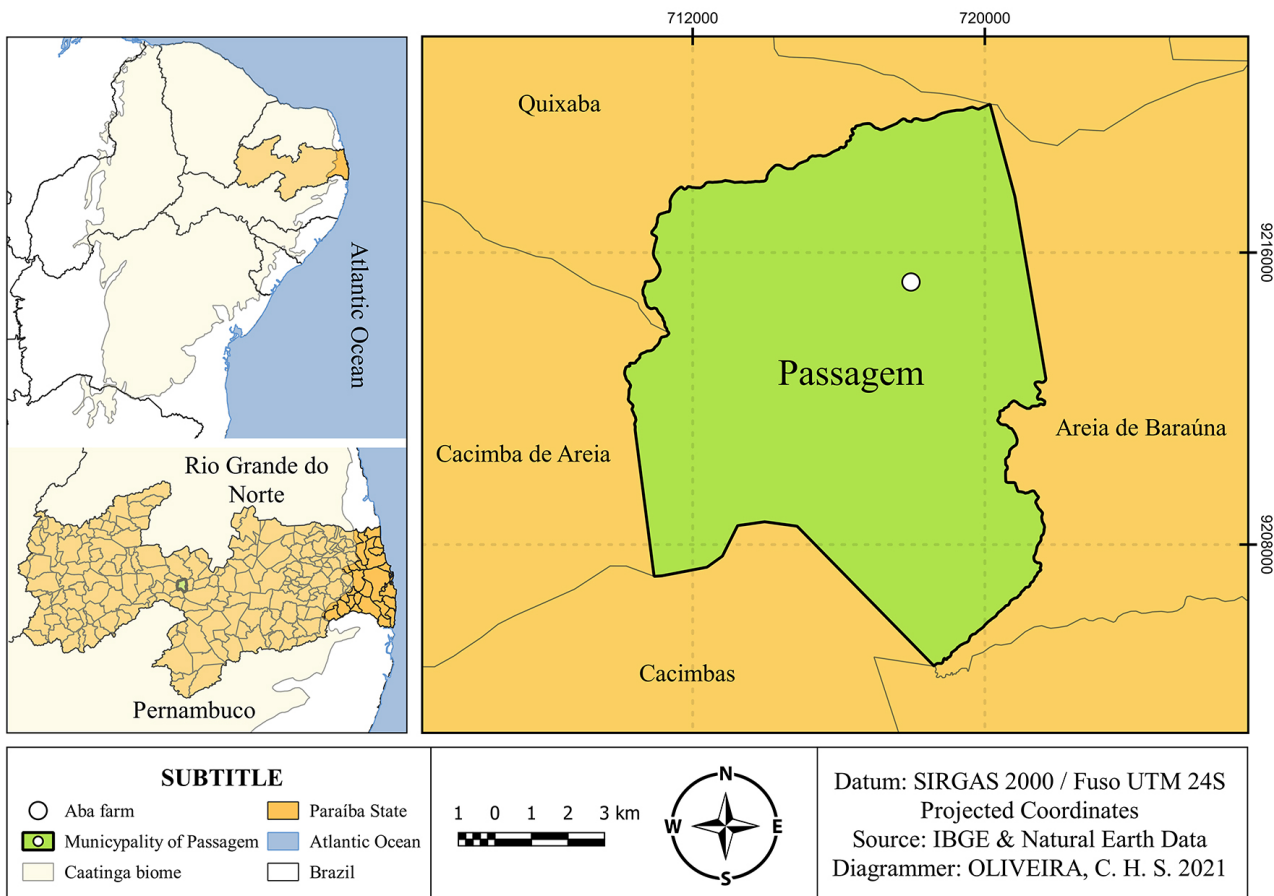 712000
720000
Quixaba
9216000
Atlantic Ocean
Passagem
Areia de Baraúna
Cacimba de Areia
Rio Grande do
Norte
9208000
Cacimbas
Pernambuco
SUBTITLE
Aba farm
Paraíba State
Municypality of Passagem
Atlantic Ocean
Caatinga biome
Brazil
1 0 1 2 3 km
N
W E
S
Datum: SIRGAS 2000 / Fuso UTM 24S
Projected Coordinates
Source: IBGE & Natural Earth Data
Diagrammer: OLIVEIRA, C. H. S. 2021